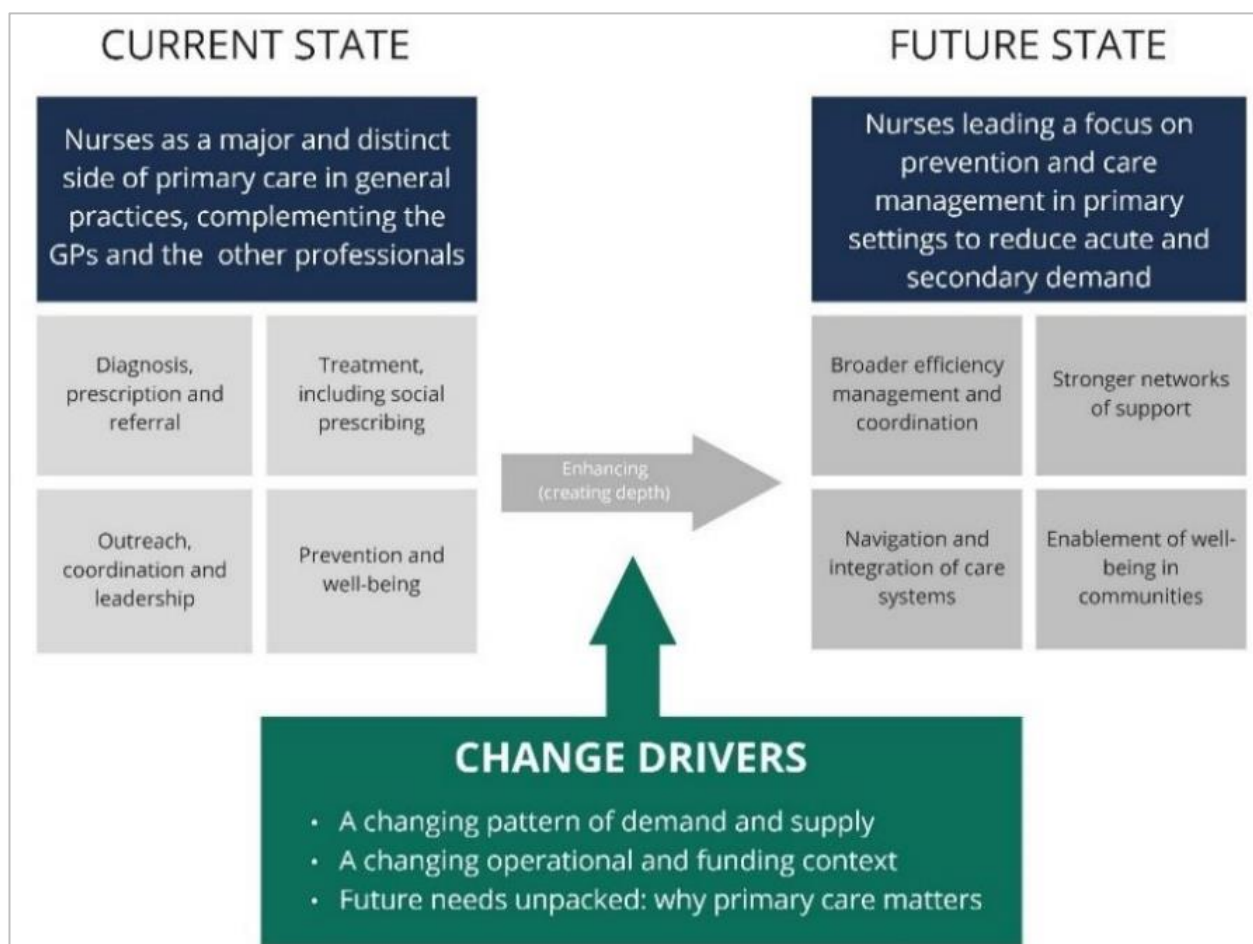 CURRENT STATE
Nurses as a major and distinct
side of primary care in general
practices, complementing the
GPs and the other professionals
Diagnosis,
prescription and
referral
Treatment,
including social
prescribing
Outreach,
coordination and
leadership
Prevention and
well-being
Enhancing
(creating depth)
FUTURE STATE
Nurses leading a focus on
prevention and care
management in primary
settings to reduce acute and
secondary demand
Broader efficiency
management and
coordination
Stronger networks
of support
Navigation and
integration of care
systems
Enablement of well-
being in
communities
CHANGE DRIVERS
• A changing pattern of demand and supply
• A changing operational and funding context
• Future needs unpacked: why primary care matters